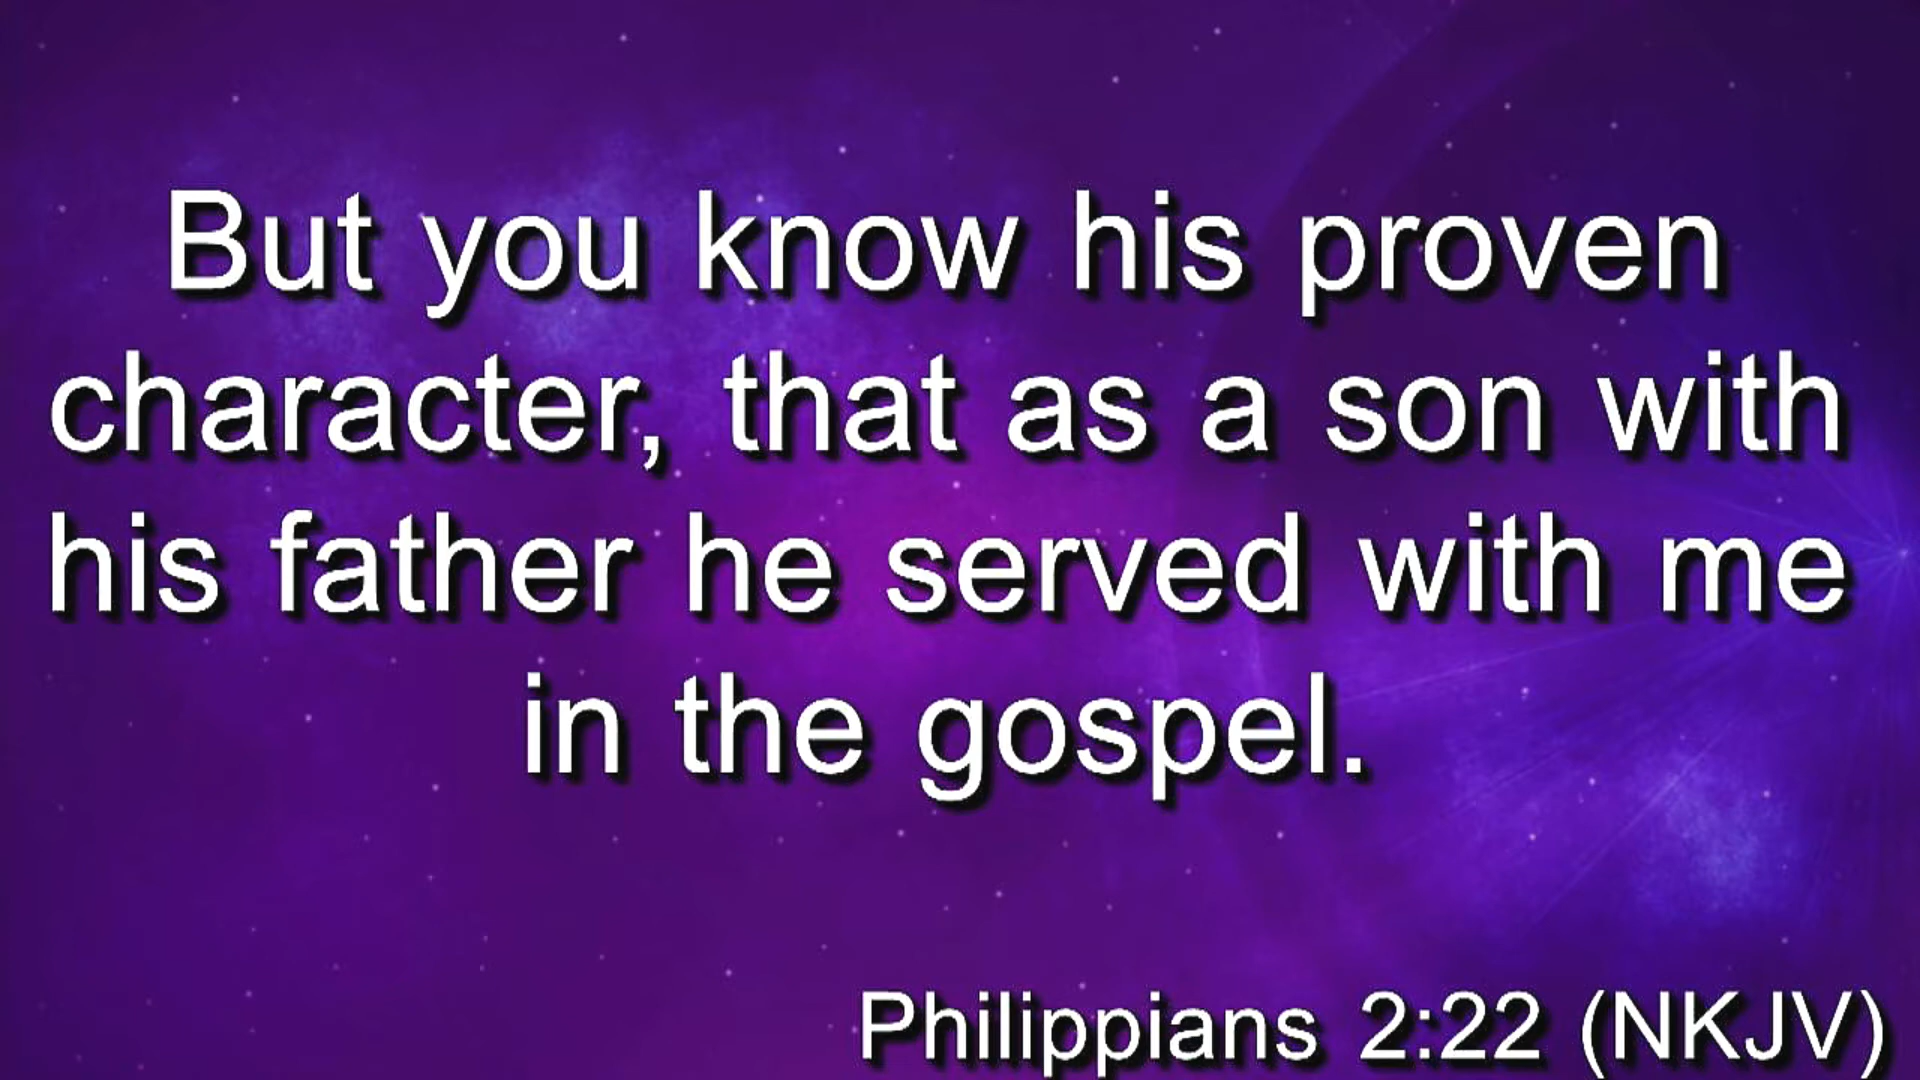 But you know his proven
character, that as a son with
his father he served with me
in the gospel.
Philippians 2:22 (NKJV)